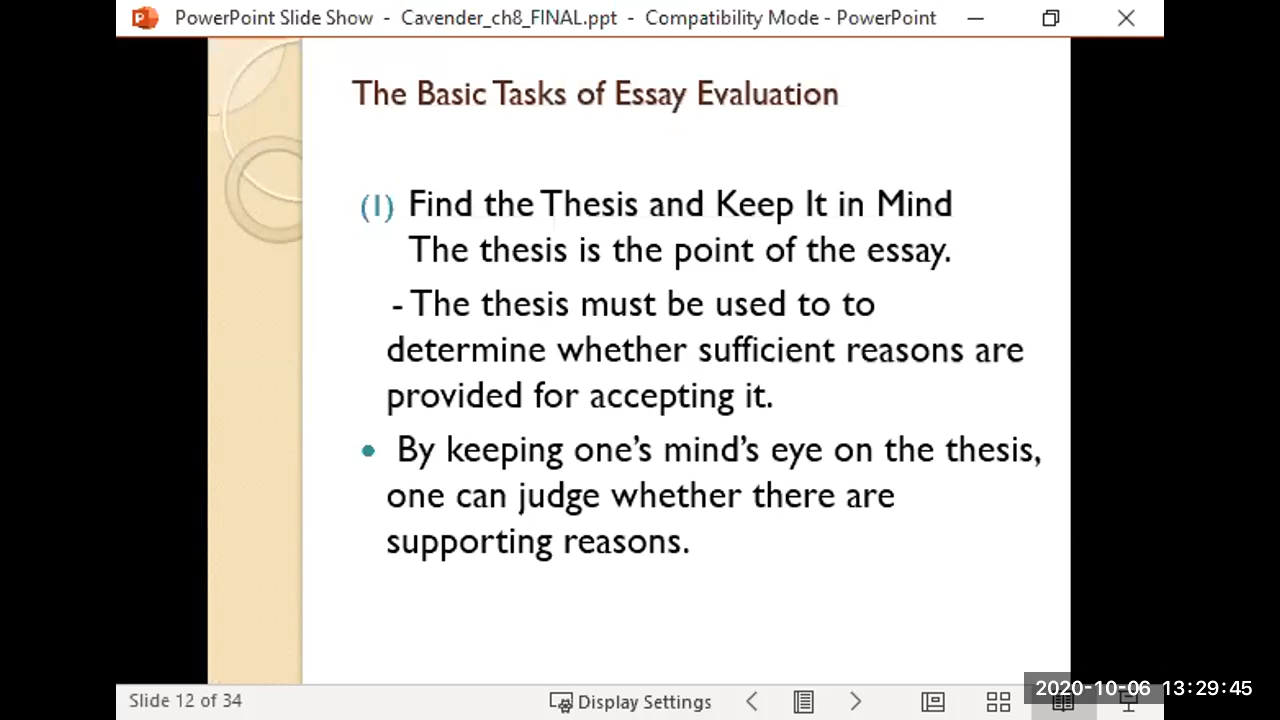 PowerPoint Slide Show - Cavender_ch8_FINAL.ppt - Compatibility Mode - PowerPoint
The Basic Tasks of Essay Evaluation
(1) Find the Thesis and Keep It in Mind
The thesis is the point of the essay.
- The thesis must be used to to
determine whether sufficient reasons are
provided for accepting it.
• By keeping one’s mind’s eye on the thesis,
one can judge whether there are
supporting reasons.
Slide 12 of 34
Display Settings
2020-10-06 13:29:45